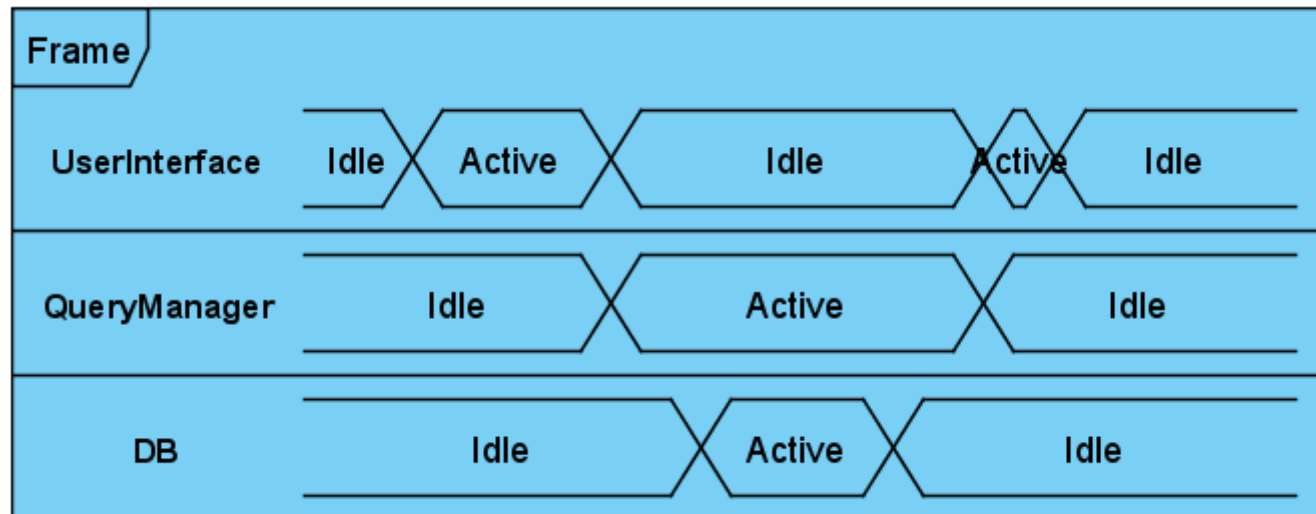 Frame
UserInterface Idle Active Idle Active Idle
QueryManager Idle Active Idle
DB Idle Active Idle